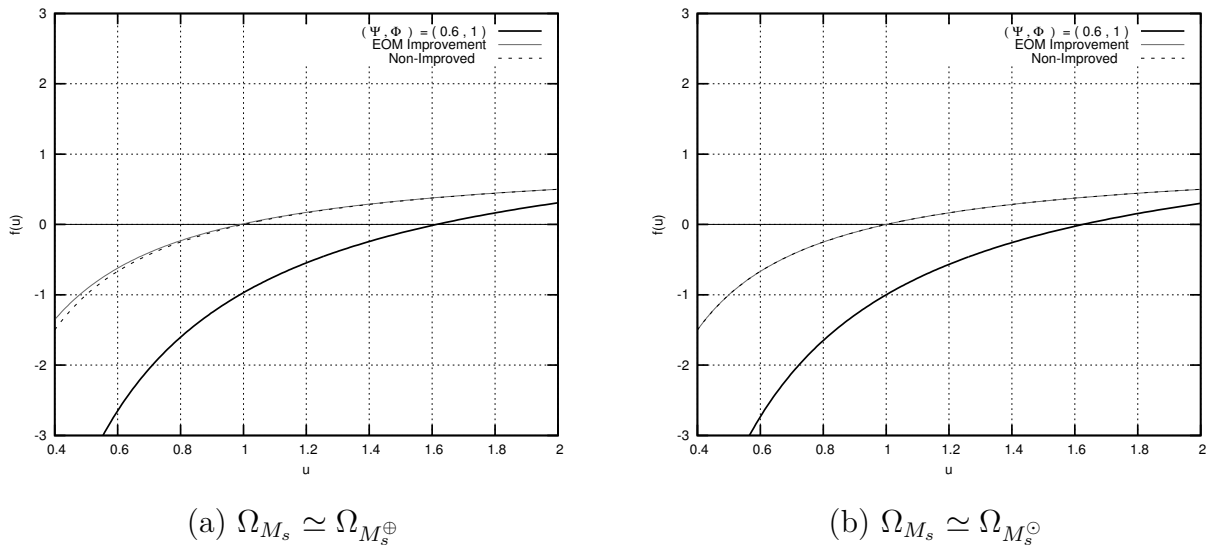 3
2
1
0
-1
-2
-3
f(u)
( Ψ , Φ ) = ( 0.6 , 1 )
EOM Improvement
Non-Improved
0.4 0.6 0.8 1 1.2 1.4 1.6 1.8 2
u
(a) Ω_{M_s} ≃ Ω_{M_s^⊕}
3
2
1
0
-1
-2
-3
f(u)
( Ψ , Φ ) = ( 0.6 , 1 )
EOM Improvement
Non-Improved
0.4 0.6 0.8 1 1.2 1.4 1.6 1.8 2
u
(b) Ω_{M_s} ≃ Ω_{M_s^⊙}